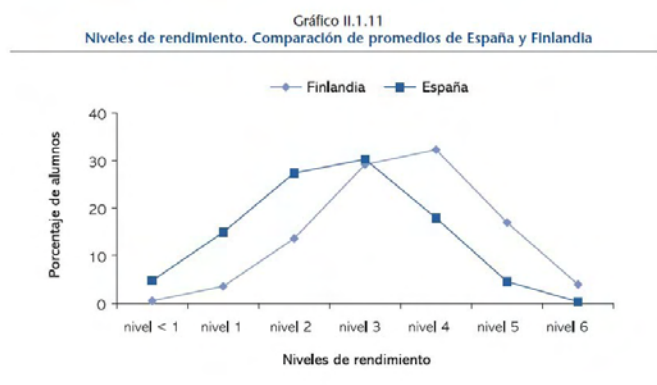 Gráfico II.1.11
Niveles de rendimiento. Comparación de promedios de España y Finlandia
Finlandia España
Porcentaje de alumnos
40
30
20
10
0
nivel < 1 nivel 1 nivel 2 nivel 3 nivel 4 nivel 5 nivel 6
Niveles de rendimiento